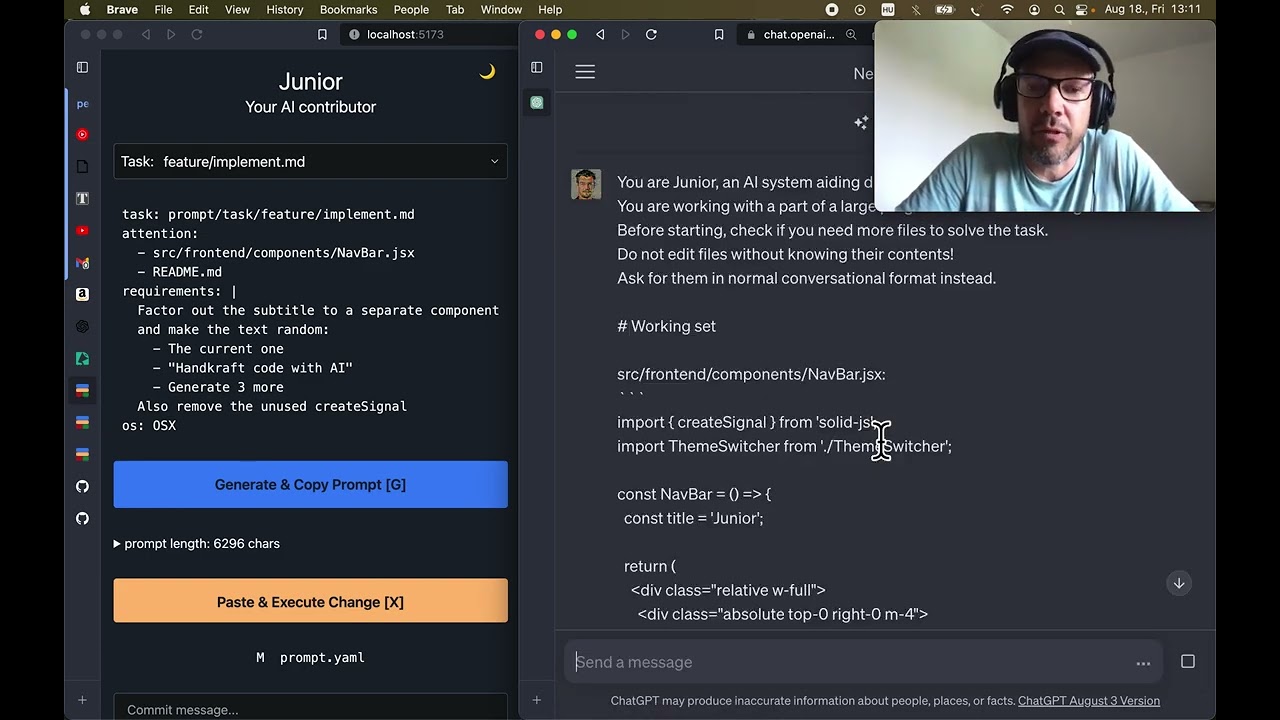 Brave File Edit View History Bookmarks People Tab Window Help
HU
Aug 18., Fri 13:11
localhost:5173
Junior
Your AI contributor
Task: feature/implement.md
task: prompt/task/feature/implement.md
attention:
- src/frontend/components/NavBar.jsx
- README.md
requirements: |
Factor out the subtitle to a separate component
and make the text random:
- The current one
- "Handkraft code with AI"
- Generate 3 more
Also remove the unused createSignal
os: OSX
Generate & Copy Prompt [G]
prompt length: 6296 chars
Paste & Execute Change [X]
M prompt.yaml
Commit message...
pe
T
a
chat.openai...
Ne
You are Junior, an AI system aiding d
You are working with a part of a large
Before starting, check if you need more files to solve the task.
Do not edit files without knowing their contents!
Ask for them in normal conversational format instead.
# Working set
src/frontend/components/NavBar.jsx:
```
import { createSignal } from 'solid-js'
import ThemeSwitcher from './ThemeSwitcher';
const NavBar = () => {
const title = 'Junior';
return (
<div class="relative w-full">
<div class="absolute top-0 right-0 m-4">
Send a message
ChatGPT may produce inaccurate information about people, places, or facts. ChatGPT August 3 Version